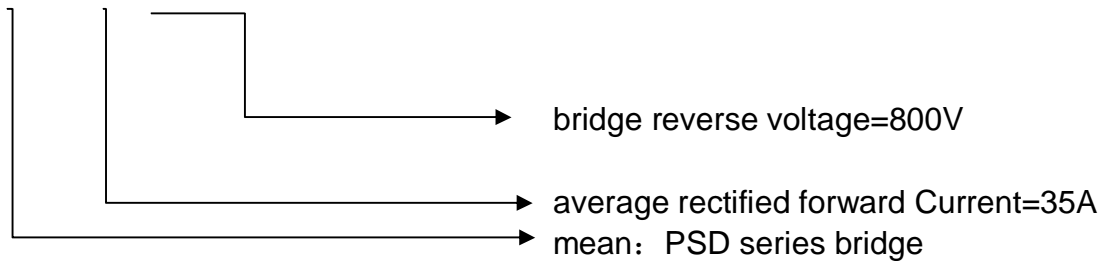 bridge reverse voltage=800V
average rectified forward Current=35A
mean：PSD series bridge